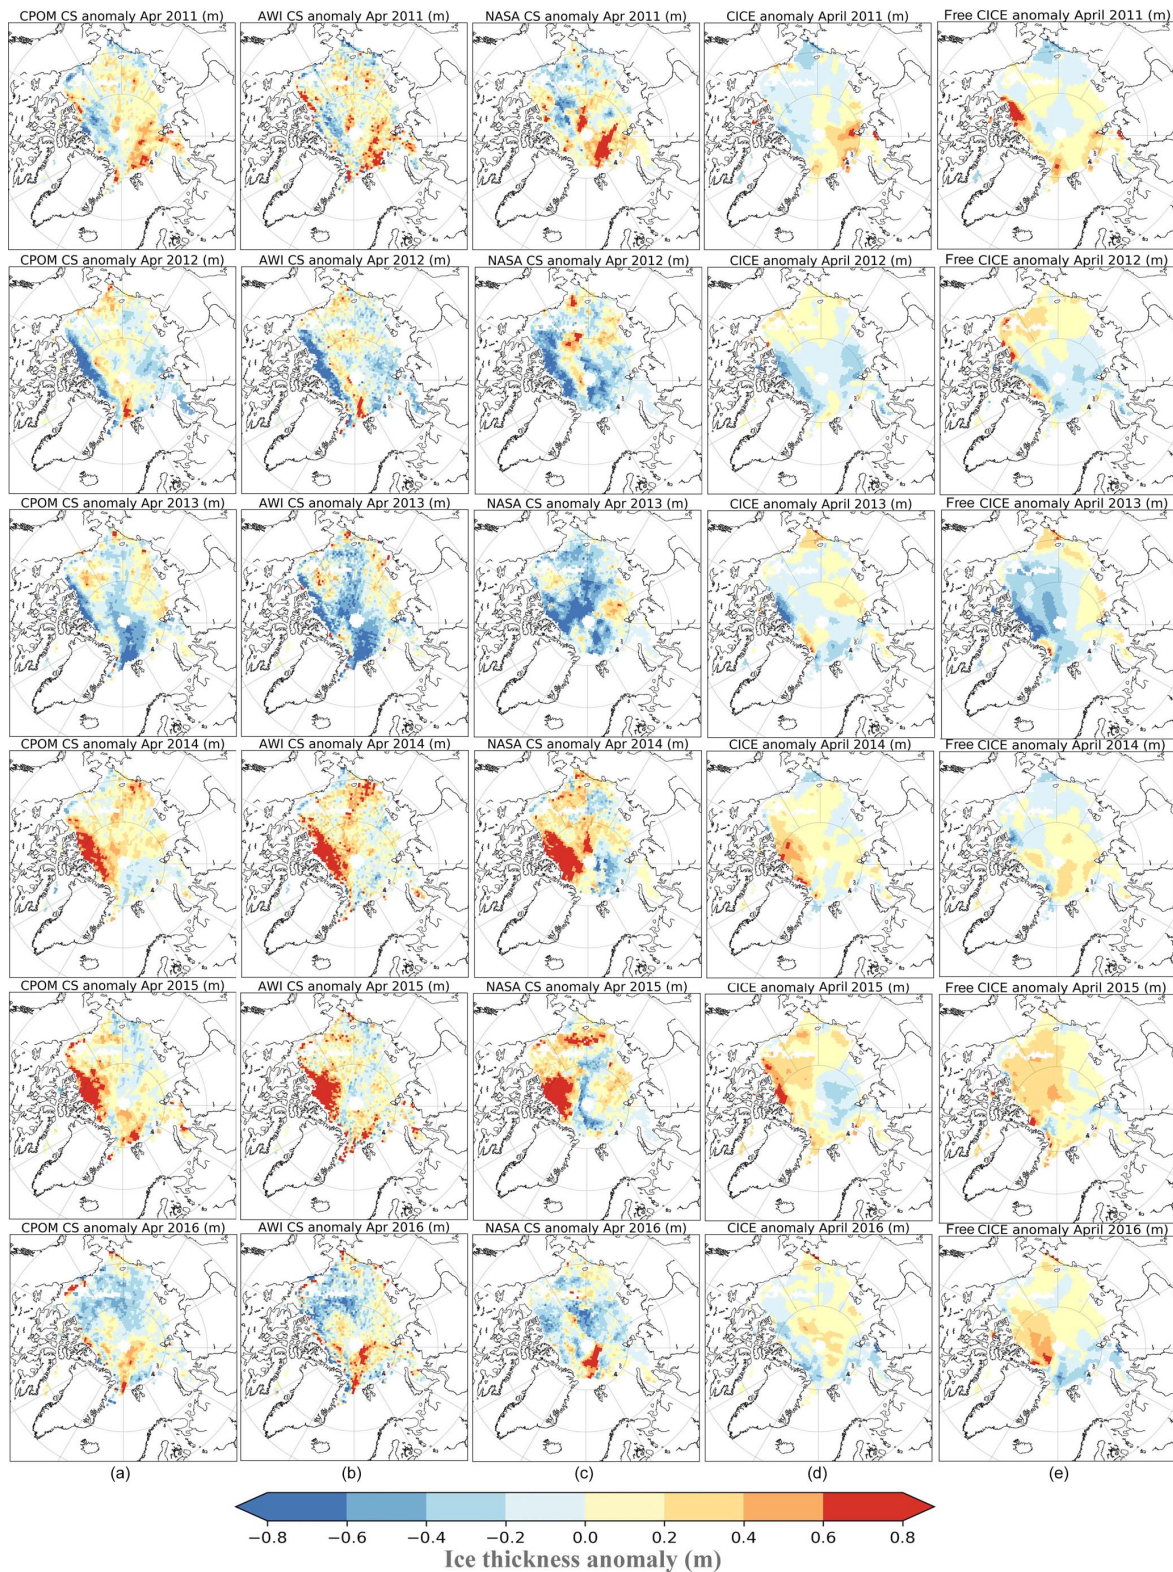 CPOM CS anomaly Apr 2011 (m) AWI CS anomaly Apr 2011 (m) NASA CS anomaly Apr 2011 (m) CICE anomaly April 2011 (m) Free CICE anomaly April 2011 (m)
CPOM CS anomaly Apr 2012 (m) AWI CS anomaly Apr 2012 (m) NASA CS anomaly Apr 2012 (m) CICE anomaly April 2012 (m) Free CICE anomaly April 2012 (m)
CPOM CS anomaly Apr 2013 (m) AWI CS anomaly Apr 2013 (m) NASA CS anomaly Apr 2013 (m) CICE anomaly April 2013 (m) Free CICE anomaly April 2013 (m)
CPOM CS anomaly Apr 2014 (m) AWI CS anomaly Apr 2014 (m) NASA CS anomaly Apr 2014 (m) CICE anomaly April 2014 (m) Free CICE anomaly April 2014 (m)
CPOM CS anomaly Apr 2015 (m) AWI CS anomaly Apr 2015 (m) NASA CS anomaly Apr 2015 (m) CICE anomaly April 2015 (m) Free CICE anomaly April 2015 (m)
CPOM CS anomaly Apr 2016 (m) AWI CS anomaly Apr 2016 (m) NASA CS anomaly Apr 2016 (m) CICE anomaly April 2016 (m) Free CICE anomaly April 2016 (m)
(a) (b) (c) (d) (e)
−0.8 −0.6 −0.4 −0.2 0.0 0.2 0.4 0.6 0.8
Ice thickness anomaly (m)